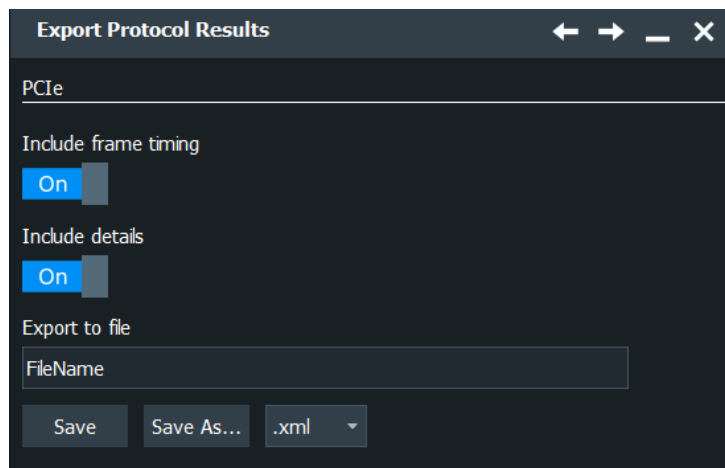 Export Protocol Results
PCIe
Include frame timing
On
Include details
On
Export to file
FileName
Save Save As... .xml